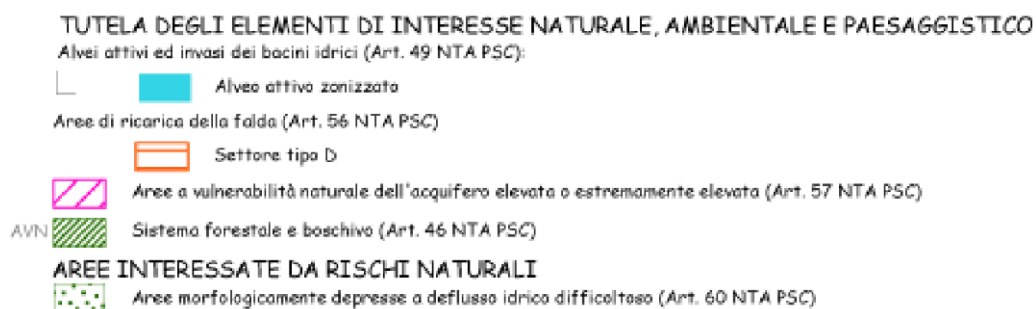 TUTELA DEGLI ELEMENTI DI INTERESSE NATURALE, AMBIENTALE E PAESAGGISTICO
Alvei attivi ed invasi dei bacini idrici (Art. 49 NTA PSC):
Alveo attivo zonizzato
Aree di ricarica della falda (Art. 56 NTA PSC)
Settore tipo D
Aree a vulnerabilità naturale dell'acquifero elevata o estremamente elevata (Art. 57 NTA PSC)
AVN Sistema forestale e boschivo (Art. 46 NTA PSC)
AREE INTERESSATE DA RISCHI NATURALI
Aree morfologicamente depresse a deflusso idrico difficoltoso (Art. 60 NTA PSC)